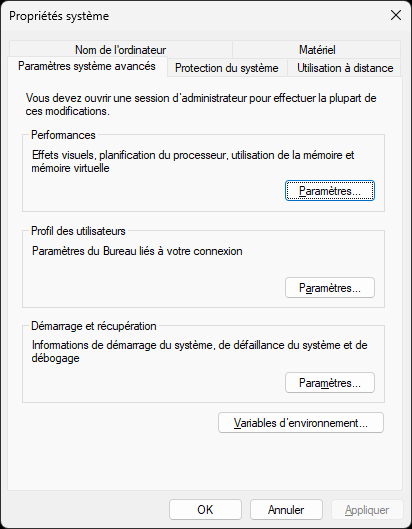 Propriétés système
Nom de l'ordinateur
Matériel
Paramètres système avancés
Protection du système
Utilisation à distance
Vous devez ouvrir une session d'administrateur pour effectuer la plupart de
ces modifications.
Performances
Effets visuels, planification du processeur, utilisation de la mémoire et
mémoire virtuelle
Paramètres...
Profil des utilisateurs
Paramètres du Bureau liés à votre connexion
Paramètres...
Démarrage et récupération
Informations de démarrage du système, de défaillance du système et de
débogage
Paramètres...
Variables d'environnement...
OK
Annuler
Appliquer